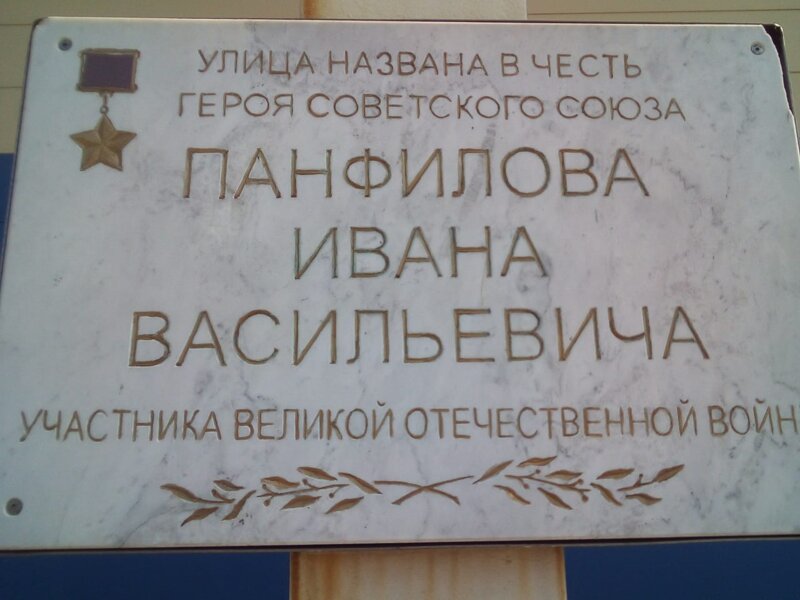 УЛИЦА НАЗВАНА В ЧЕСТЬ
ГЕРОЯ СОВЕТСКОГО СОЮЗА
ПАНФИЛОВА
ИВАНА
ВАСИЛЬЕВИЧА
УЧАСТНИКА ВЕЛИКОЙ ОТЕЧЕСТВЕННОЙ ВОЙН